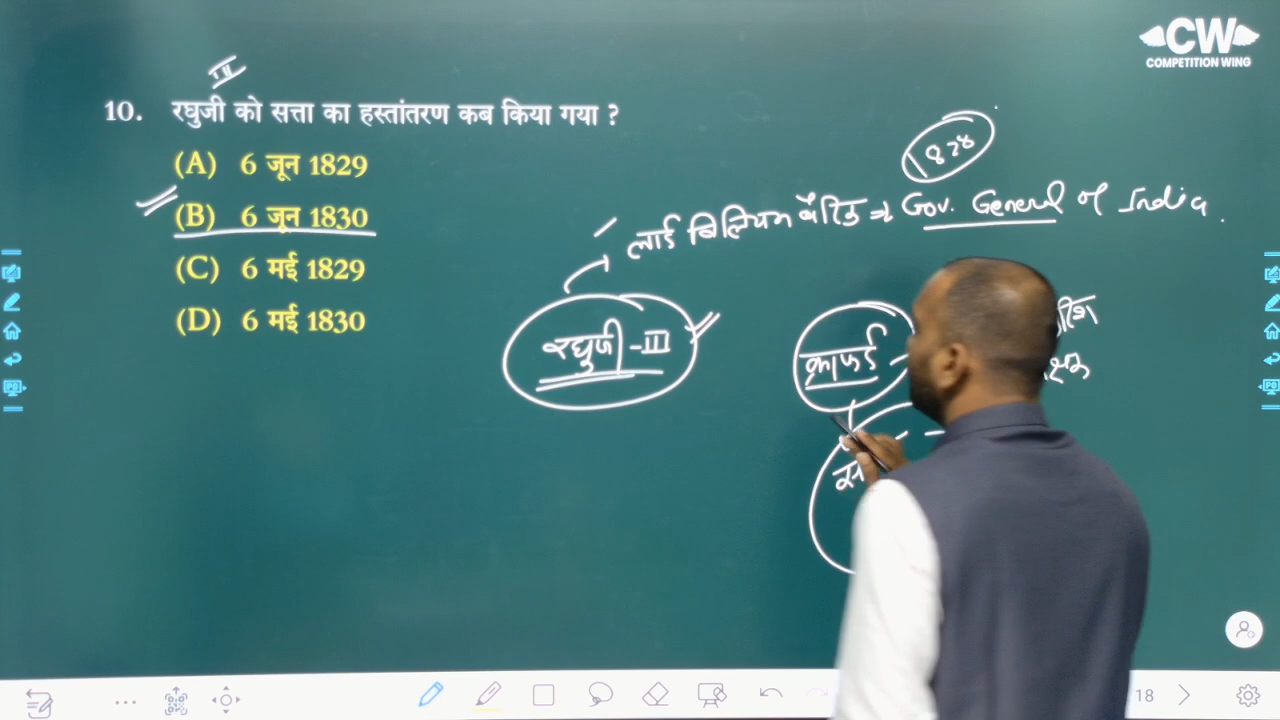 CW
COMPETITION WING
III
10. रघुजी को सत्ता का हस्तांतरण कब किया गया ?
(A) 6 जून 1829
(B) 6 जून 1830
(C) 6 मई 1829
(D) 6 मई 1830
1828
लार्ड विलियम बैंटिक ⇒ Gov. General of India.
रघुजी - III
क्राफर्ड
18